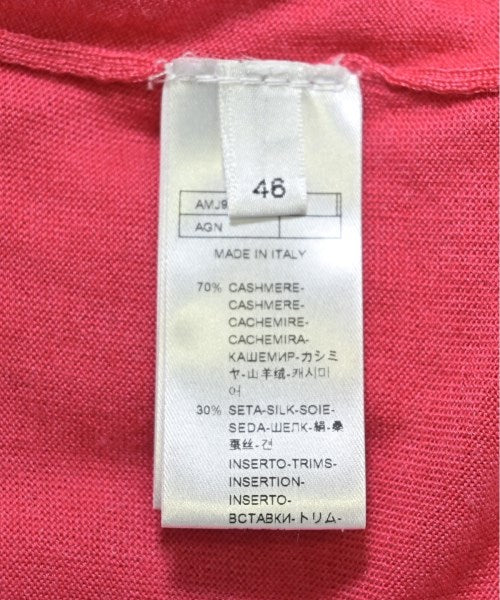 46
AMJ9
AGN
MADE IN ITALY
70% CASHMERE-
CASHMERE-
CACHEMIRE-
CACHEMIRA-
КАШЕМИР-カシミ
ヤ-山羊绒-캐시미
어
30% SETA-SILK-SOIE-
SEDA-ШЕЛК-絹-桑
蚕丝-견
INSERTO-TRIMS-
INSERTION-
INSERTO-
ВСТАВКИ-トリム-